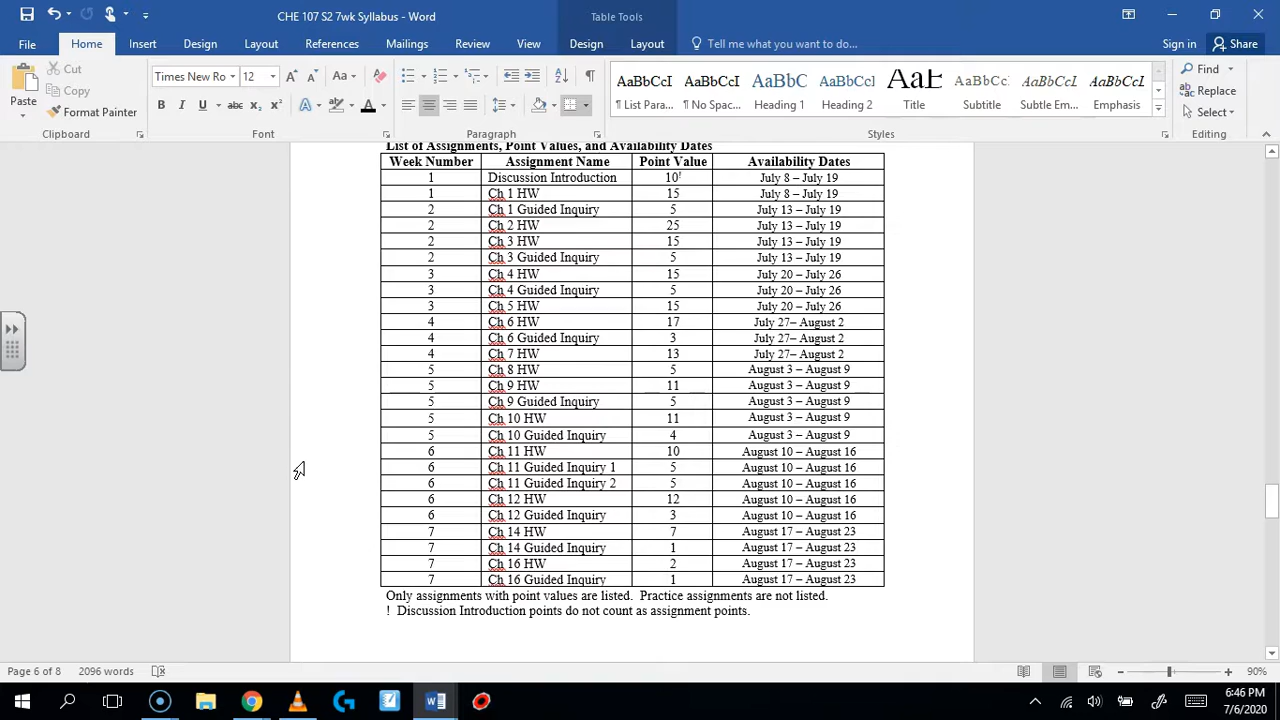 CHE 107 S2 7wk Syllabus - Word
Table Tools
File Home Insert Design Layout References Mailings Review View Design Layout Tell me what you want to do... Sign in Share
Paste
Cut
Copy
Format Painter
Clipboard
Times New Ro 12
Font
Paragraph
AaBbCcI AaBbCcI AaBbC AaBbCcI AaE AaBbCcI AaBbCcI AaBbCcI
¶ List Para... ¶ No Spac... Heading 1 Heading 2 Title Subtitle Subtle Em... Emphasis
Styles
Find
Replace
Select
Editing
List of Assignments, Point Values, and Availability Dates
Week Number Assignment Name Point Value Availability Dates
1 Discussion Introduction 10! July 8 – July 19
1 Ch 1 HW 15 July 8 – July 19
2 Ch 1 Guided Inquiry 5 July 13 – July 19
2 Ch 2 HW 25 July 13 – July 19
2 Ch 3 HW 15 July 13 – July 19
2 Ch 3 Guided Inquiry 5 July 13 – July 19
3 Ch 4 HW 15 July 20 – July 26
3 Ch 4 Guided Inquiry 5 July 20 – July 26
3 Ch 5 HW 15 July 20 – July 26
4 Ch 6 HW 17 July 27– August 2
4 Ch 6 Guided Inquiry 3 July 27– August 2
4 Ch 7 HW 13 July 27– August 2
5 Ch 8 HW 5 August 3 – August 9
5 Ch 9 HW 11 August 3 – August 9
5 Ch 9 Guided Inquiry 5 August 3 – August 9
5 Ch 10 HW 11 August 3 – August 9
5 Ch 10 Guided Inquiry 4 August 3 – August 9
6 Ch 11 HW 10 August 10 – August 16
6 Ch 11 Guided Inquiry 1 5 August 10 – August 16
6 Ch 11 Guided Inquiry 2 5 August 10 – August 16
6 Ch 12 HW 12 August 10 – August 16
6 Ch 12 Guided Inquiry 3 August 10 – August 16
7 Ch 14 HW 7 August 17 – August 23
7 Ch 14 Guided Inquiry 1 August 17 – August 23
7 Ch 16 HW 2 August 17 – August 23
7 Ch 16 Guided Inquiry 1 August 17 – August 23
Only assignments with point values are listed. Practice assignments are not listed.
! Discussion Introduction points do not count as assignment points.
Page 6 of 8 2096 words 90%
6:46 PM
7/6/2020